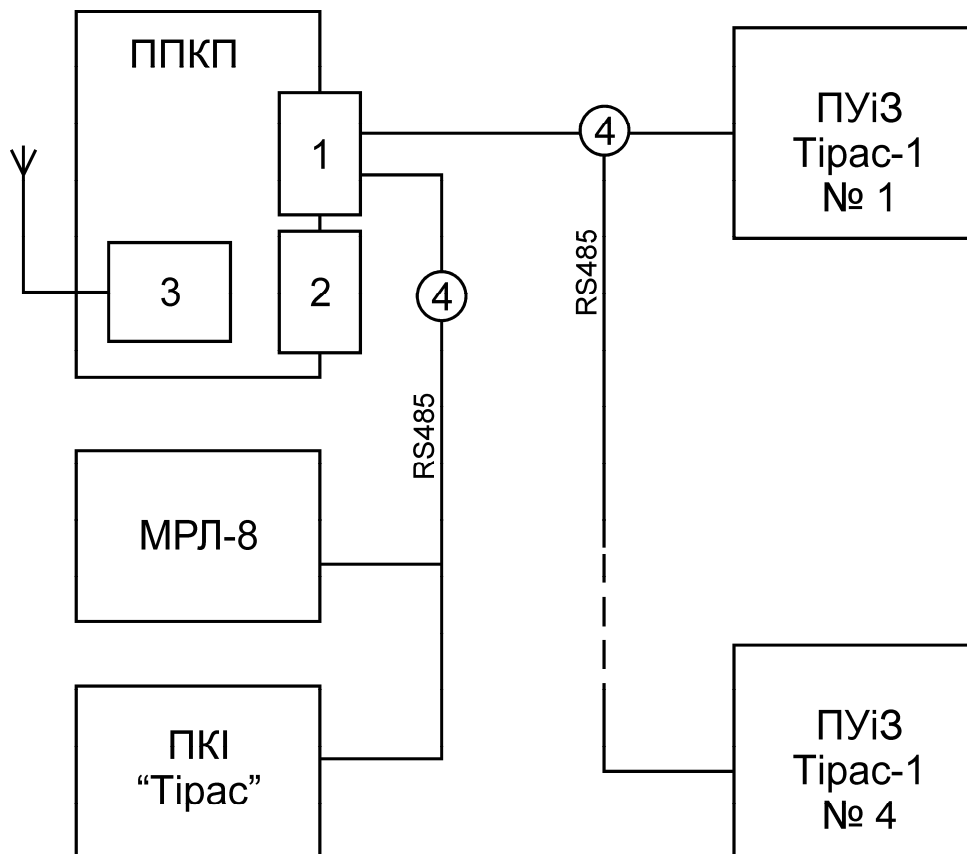 ППКП
1
2
3
4
4
RS485
RS485
ПУіЗ
Тірас-1
№ 1
МРЛ-8
ПКІ
“Тірас”
ПУіЗ
Тірас-1
№ 4